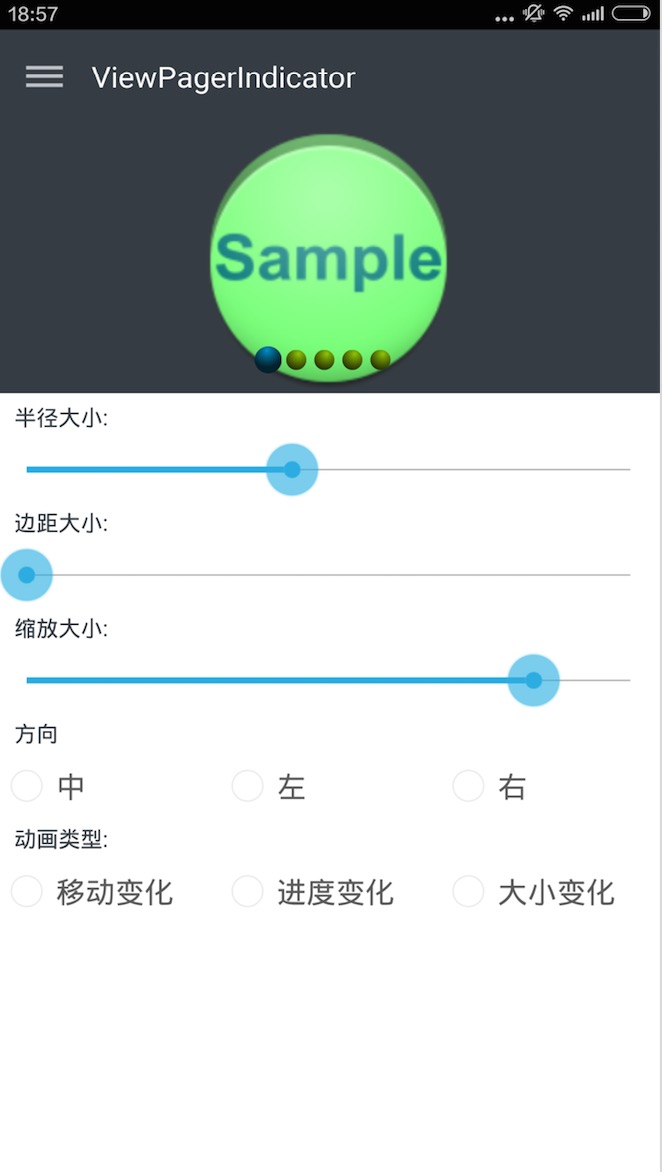 18:57
ViewPagerIndicator
Sample
半径大小:
边距大小:
缩放大小:
方向
中 左 右
动画类型:
移动变化 进度变化 大小变化